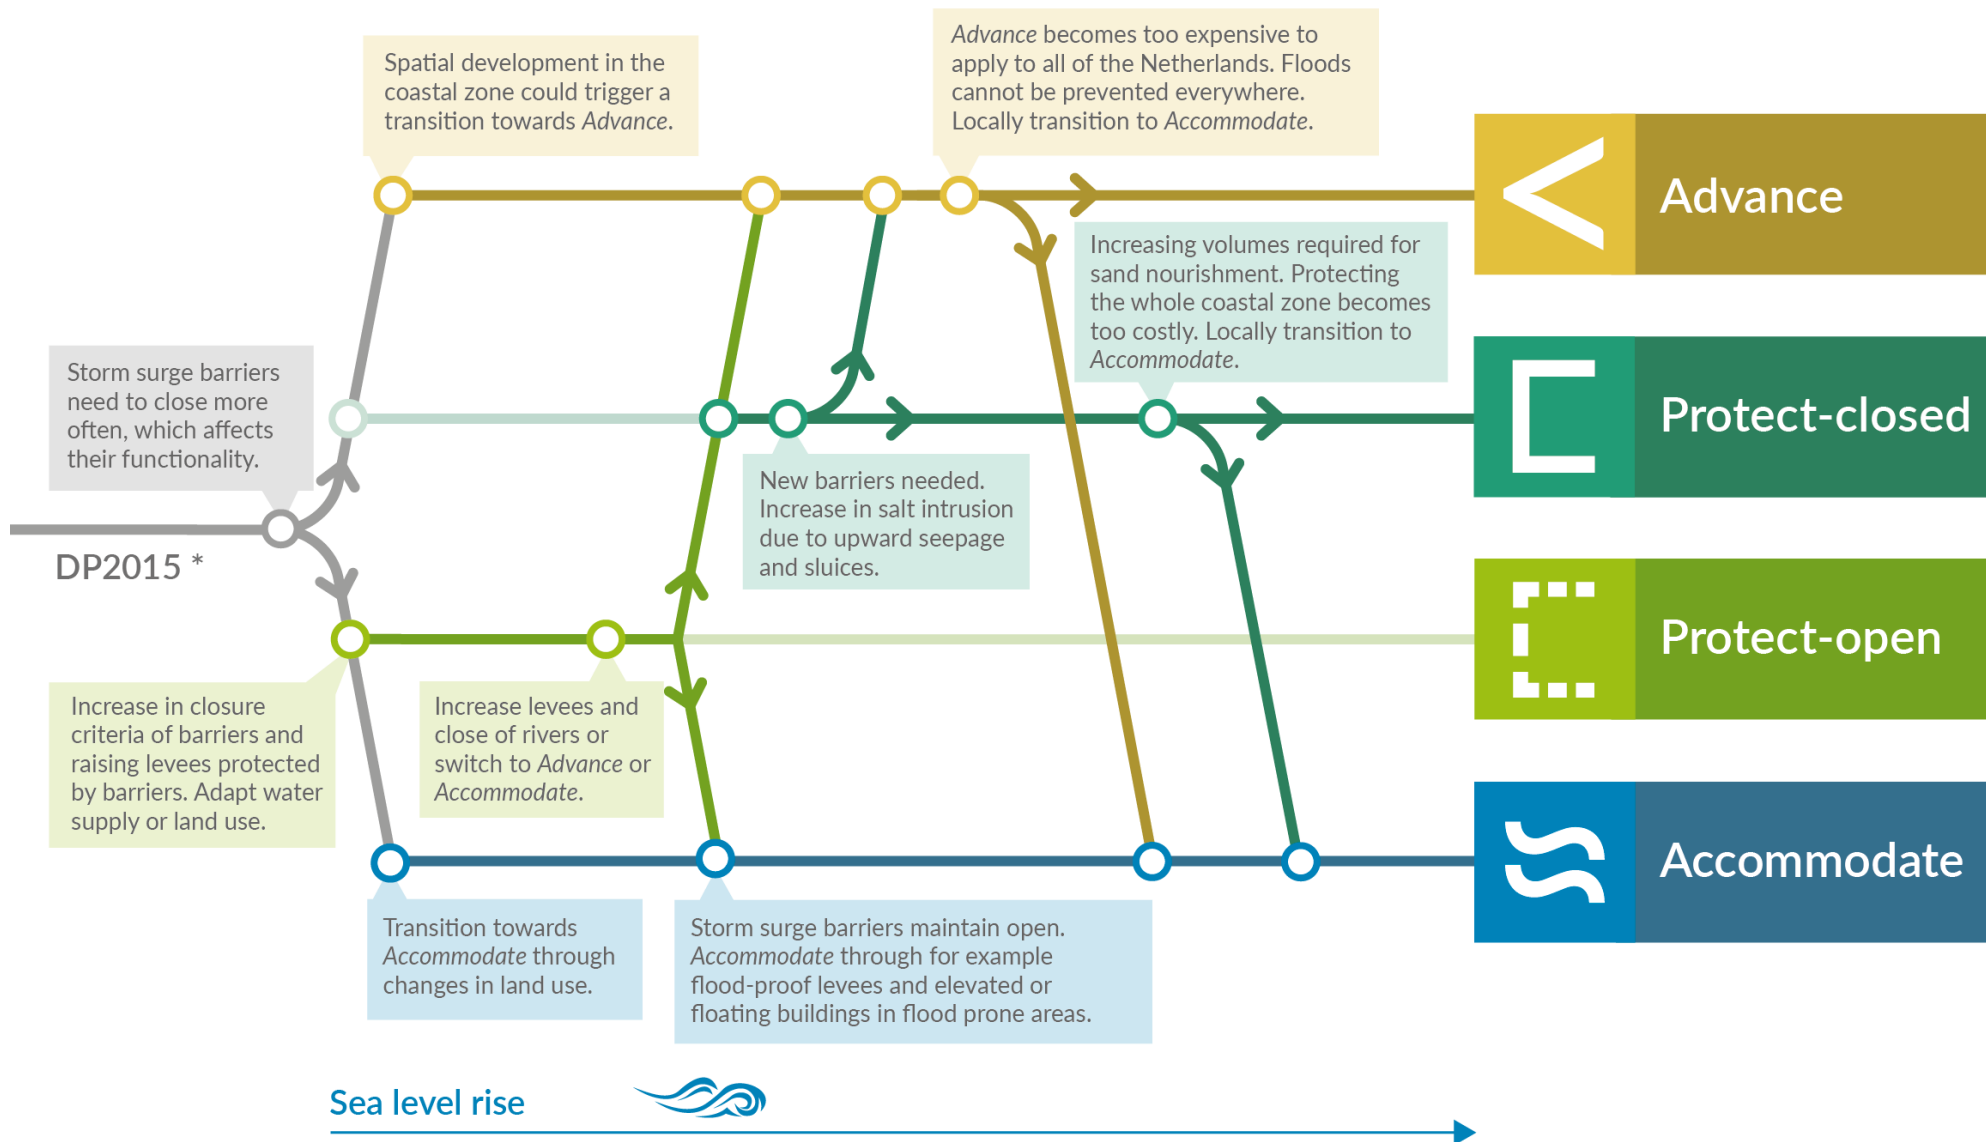 Spatial development in the
coastal zone could trigger a
transition towards Advance.
Advance becomes too expensive to
apply to all of the Netherlands. Floods
cannot be prevented everywhere.
Locally transition to Accommodate.
Advance
Increasing volumes required for
sand nourishment. Protecting
the whole coastal zone becomes
too costly. Locally transition to
Accommodate.
Storm surge barriers
need to close more
often, which affects
their functionality.
Protect-closed
New barriers needed.
Increase in salt intrusion
due to upward seepage
and sluices.
DP2015 *
Protect-open
Increase in closure
criteria of barriers and
raising levees protected
by barriers. Adapt water
supply or land use.
Increase levees and
close of rivers or
switch to Advance or
Accommodate.
Accommodate
Transition towards
Accommodate through
changes in land use.
Storm surge barriers maintain open.
Accommodate through for example
flood-proof levees and elevated or
floating buildings in flood prone areas.
Sea level rise